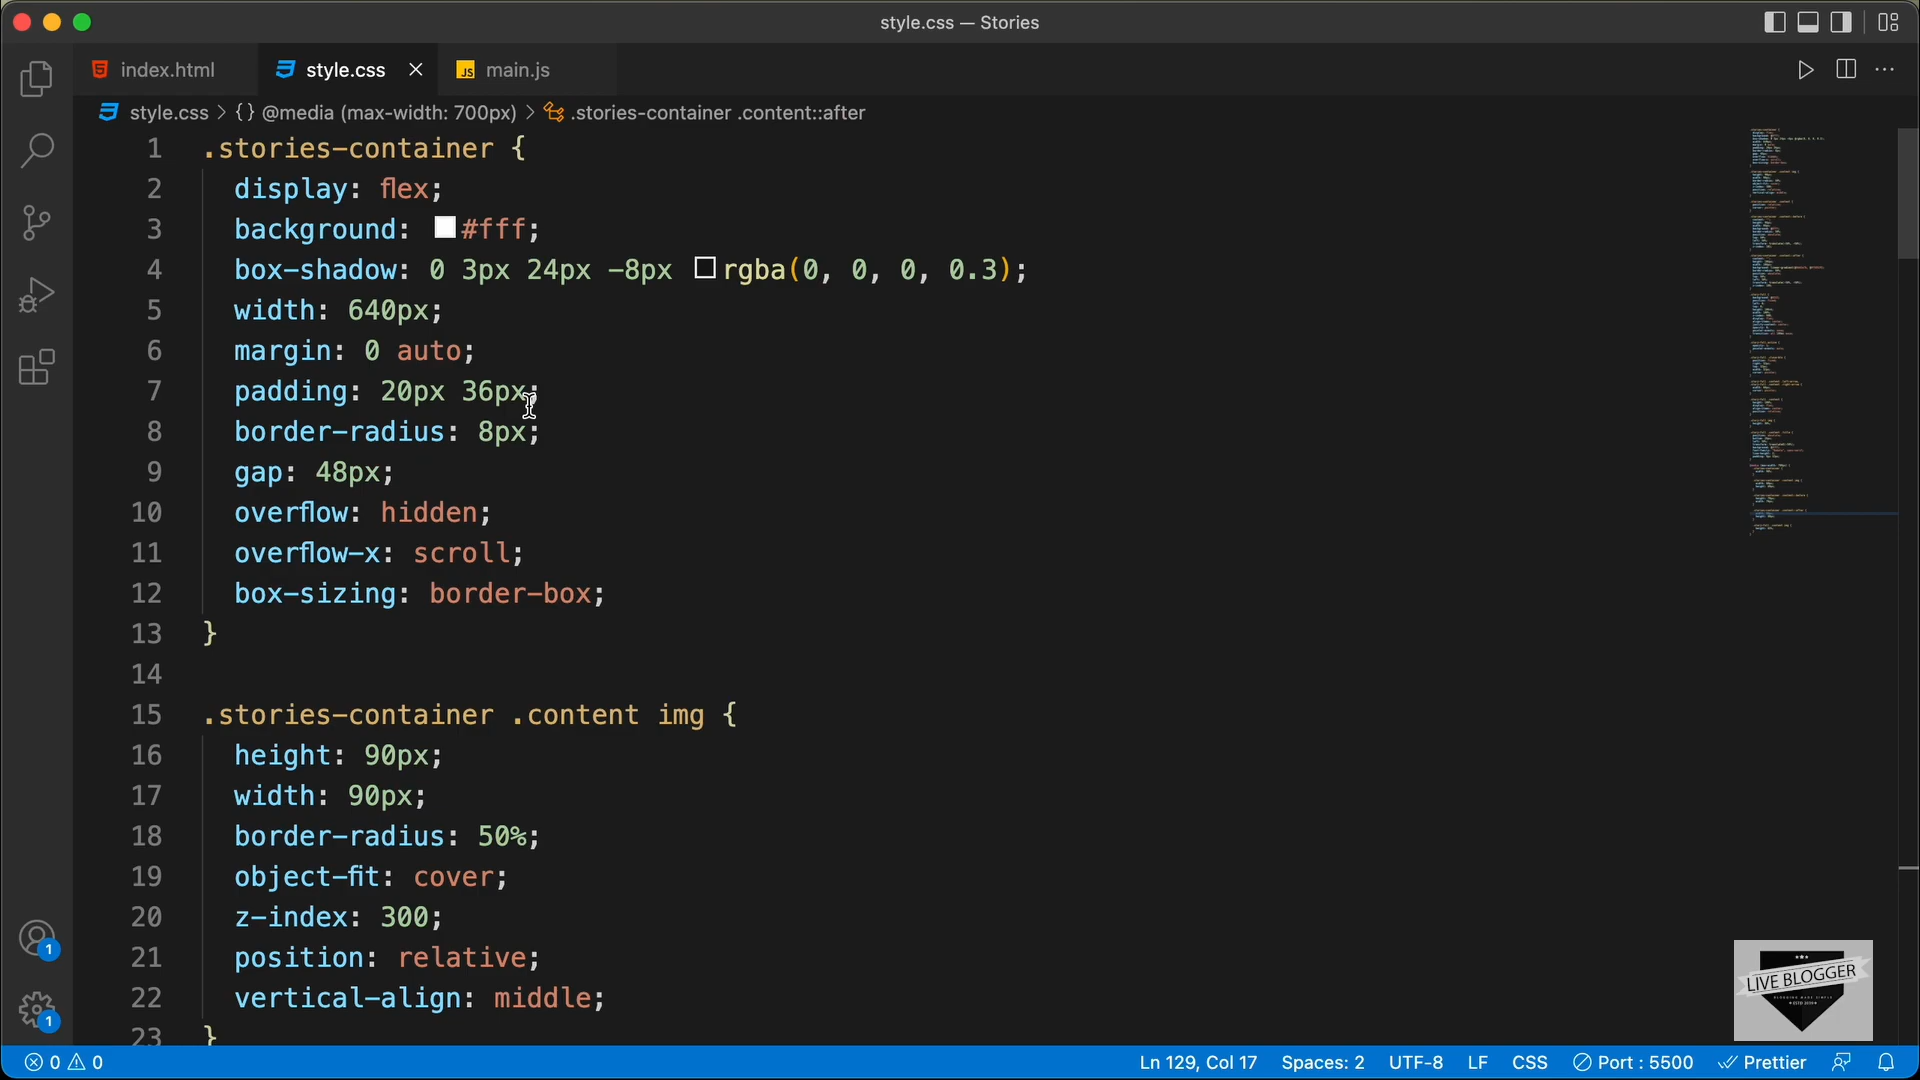 style.css — Stories
index.html
style.css
JS main.js
style.css > {} @media (max-width: 700px) > .stories-container .content::after
1 .stories-container {
2 display: flex;
3 background: #fff;
4 box-shadow: 0 3px 24px -8px rgba(0, 0, 0, 0.3);
5 width: 640px;
6 margin: 0 auto;
7 padding: 20px 36px;
8 border-radius: 8px;
9 gap: 48px;
10 overflow: hidden;
11 overflow-x: scroll;
12 box-sizing: border-box;
13 }
14
15 .stories-container .content img {
16 height: 90px;
17 width: 90px;
18 border-radius: 50%;
19 object-fit: cover;
20 z-index: 300;
21 position: relative;
22 vertical-align: middle;
23 }
1
1
LIVE BLOGGER
0 0
Ln 129, Col 17
Spaces: 2
UTF-8
LF
CSS
Port : 5500
Prettier